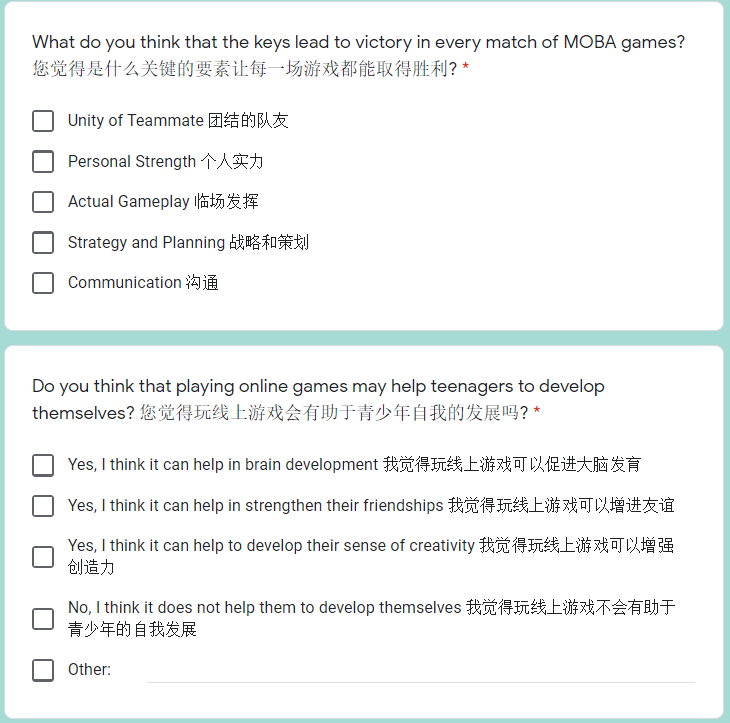 What do you think that the keys lead to victory in every match of MOBA games?
您觉得是什么关键的要素让每一场游戏都能取得胜利? *
Unity of Teammate 团结的队友
Personal Strength 个人实力
Actual Gameplay 临场发挥
Strategy and Planning 战略和策划
Communication 沟通
Do you think that playing online games may help teenagers to develop
themselves? 您觉得玩线上游戏会有助于青少年自我的发展吗? *
Yes, I think it can help in brain development 我觉得玩线上游戏可以促进大脑发育
Yes, I think it can help in strengthen their friendships 我觉得玩线上游戏可以增进友谊
Yes, I think it can help to develop their sense of creativity 我觉得玩线上游戏可以增强
创造力
No, I think it does not help them to develop themselves 我觉得玩线上游戏不会有助于
青少年的自我发展
Other: